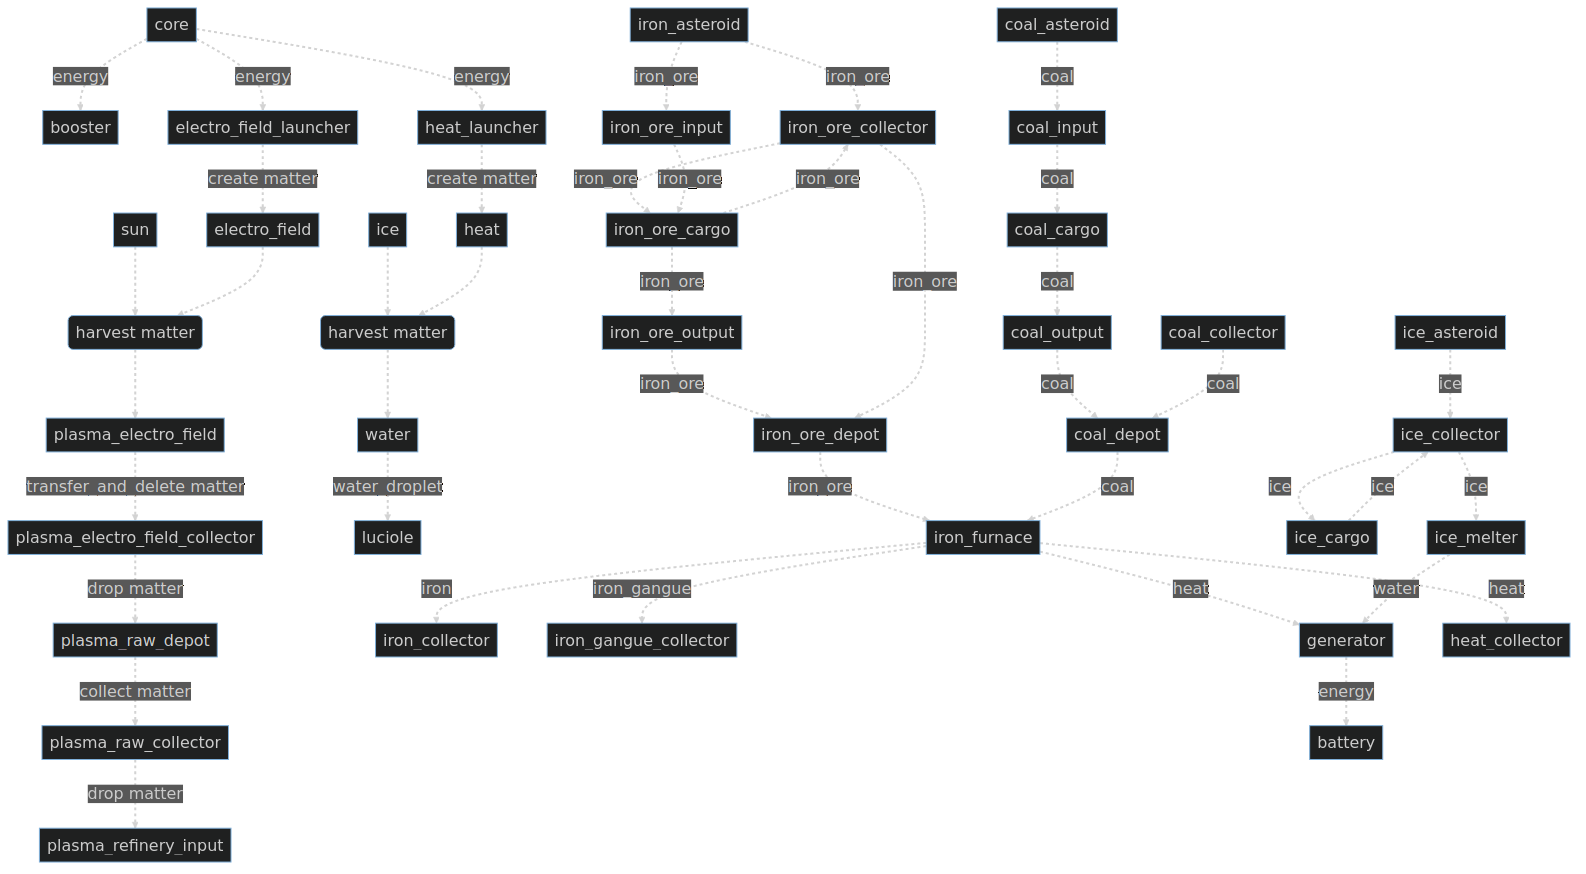 core
iron_asteroid
coal_asteroid
energy
energy
energy
iron_ore
iron_ore
coal
booster
electro_field_launcher
heat_launcher
iron_ore_input
iron_ore_collector
coal_input
create matter
create matter
iron_ore
iron_ore
iron_ore
coal
sun
electro_field
ice
heat
iron_ore_cargo
coal_cargo
iron_ore
iron_ore
coal
harvest matter
harvest matter
iron_ore_output
coal_output
coal_collector
ice_asteroid
iron_ore
coal
coal
ice
plasma_electro_field
water
iron_ore_depot
coal_depot
ice_collector
transfer_and_delete matter
water_droplet
iron_ore
coal
ice
ice
ice
plasma_electro_field_collector
luciole
iron_furnace
ice_cargo
ice_melter
drop matter
iron
iron_gangue
heat
water
heat
plasma_raw_depot
iron_collector
iron_gangue_collector
generator
heat_collector
collect matter
energy
plasma_raw_collector
battery
drop matter
plasma_refinery_input